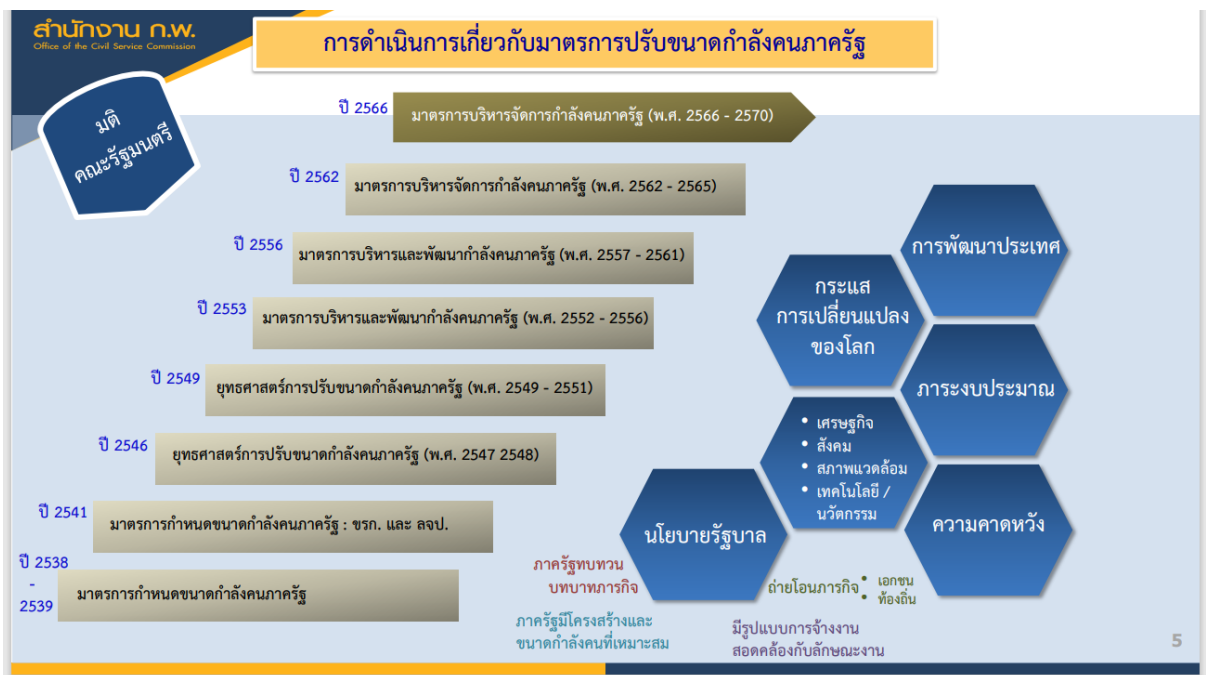 สำนักงาน ก.พ.
Office of the Civil Service Commission
การดำเนินการเกี่ยวกับมาตรการปรับขนาดกำลังคนภาครัฐ
มติ
คณะรัฐมนตรี
ปี 2566
มาตรการบริหารจัดการกำลังคนภาครัฐ (พ.ศ. 2566 - 2570)
ปี 2562
มาตรการบริหารจัดการกำลังคนภาครัฐ (พ.ศ. 2562 - 2565)
ปี 2556
มาตรการบริหารและพัฒนากำลังคนภาครัฐ (พ.ศ. 2557 - 2561)
ปี 2553
มาตรการบริหารและพัฒนากำลังคนภาครัฐ (พ.ศ. 2552 - 2556)
ปี 2549
ยุทธศาสตร์การปรับขนาดกำลังคนภาครัฐ (พ.ศ. 2549 - 2551)
ปี 2546
ยุทธศาสตร์การปรับขนาดกำลังคนภาครัฐ (พ.ศ. 2547 2548)
ปี 2541
มาตรการกำหนดขนาดกำลังคนภาครัฐ : ขรก. และ ลจป.
ปี 2538
-
2539
มาตรการกำหนดขนาดกำลังคนภาครัฐ
การพัฒนาประเทศ
กระแส
การเปลี่ยนแปลง
ของโลก
ภาระงบประมาณ
• เศรษฐกิจ
• สังคม
• สภาพแวดล้อม
• เทคโนโลยี /
นวัตกรรม
นโยบายรัฐบาล
ความคาดหวัง
ภาครัฐทบทวน
บทบาทภารกิจ
ถ่ายโอนภารกิจ
• เอกชน
• ท้องถิ่น
ภาครัฐมีโครงสร้างและ
ขนาดกำลังคนที่เหมาะสม
มีรูปแบบการจ้างงาน
สอดคล้องกับลักษณะงาน
5